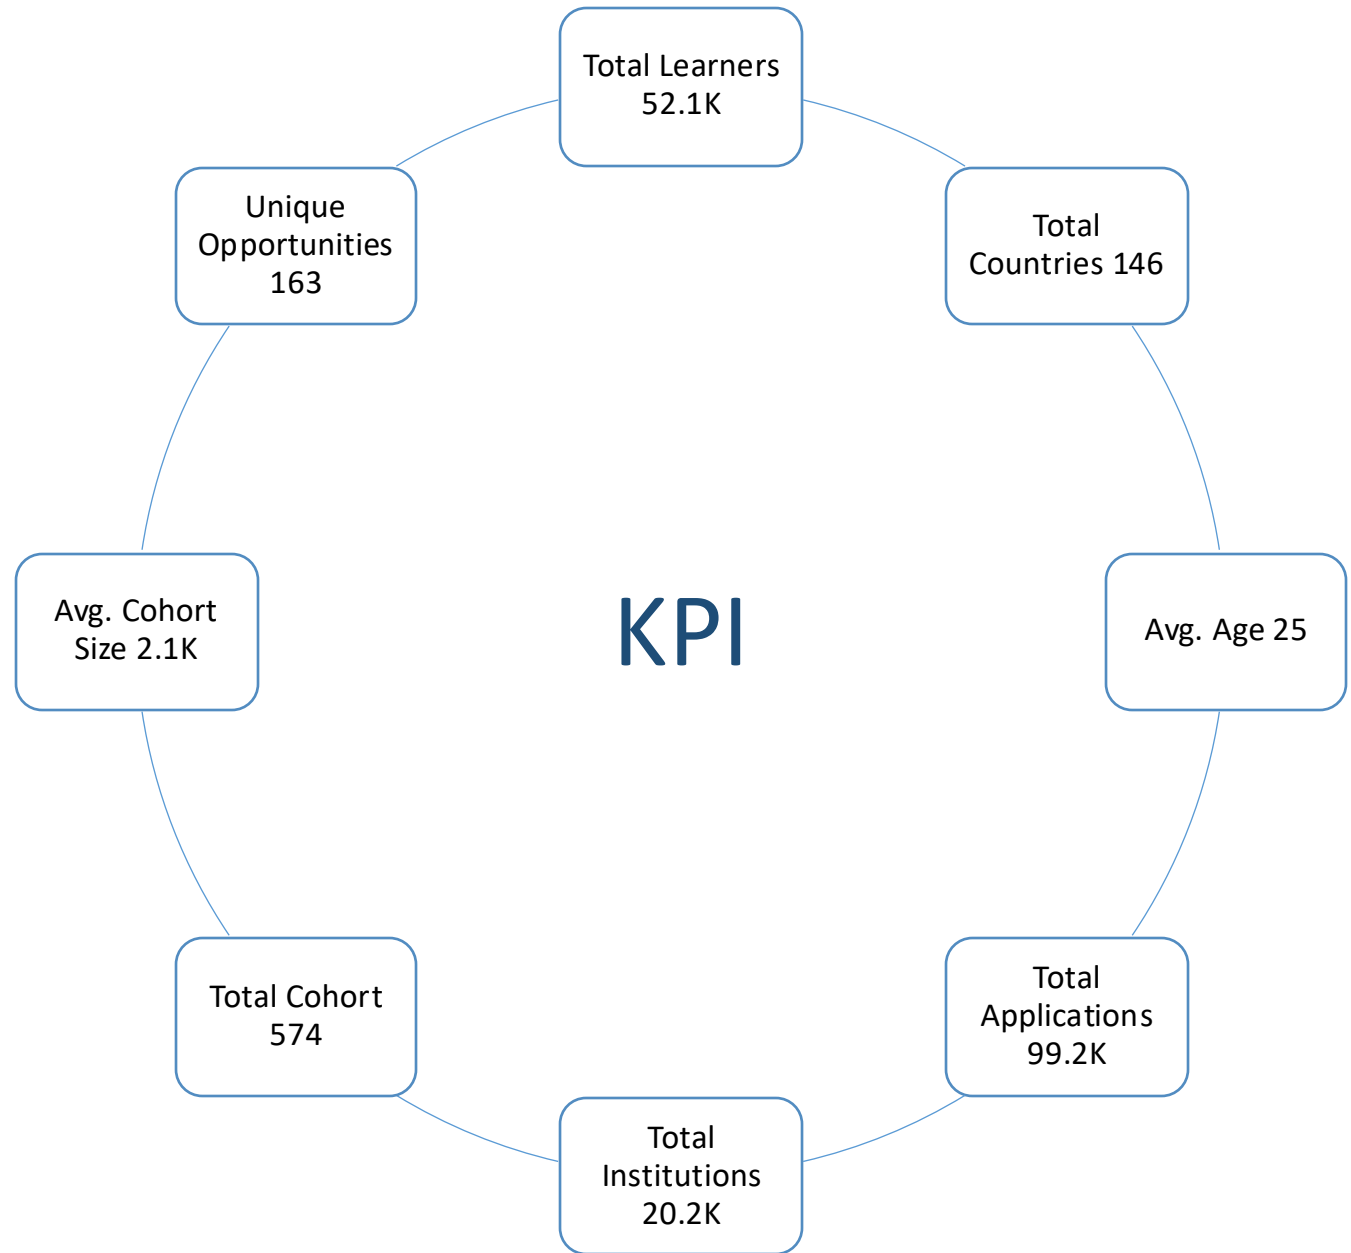 Total Learners
52.1K
Total
Countries 146
Avg. Age 25
Total
Applications
99.2K
Total
Institutions
20.2K
Total Cohort
574
Avg. Cohort
Size 2.1K
Unique
Opportunities
163
KPI